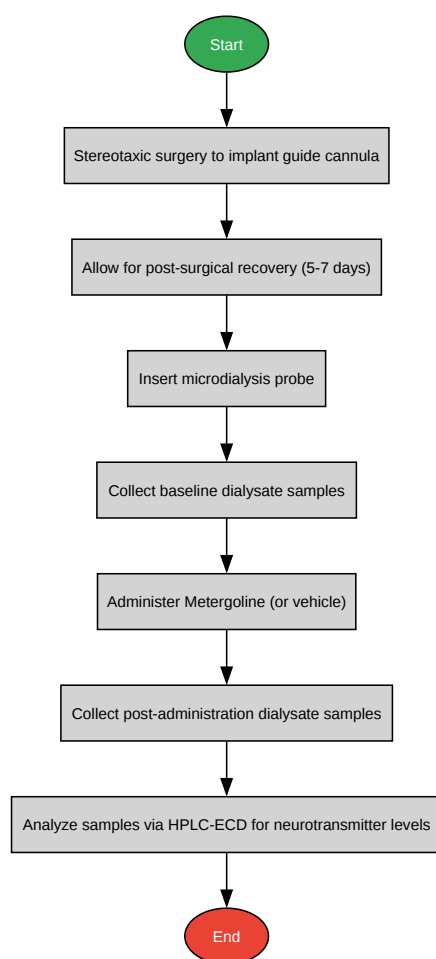 Start
Stereotaxic surgery to implant guide cannula
Allow for post-surgical recovery (5-7 days)
Insert microdialysis probe
Collect baseline dialysate samples
Administer Metergoline (or vehicle)
Collect post-administration dialysate samples
Analyze samples via HPLC-ECD for neurotransmitter levels
End